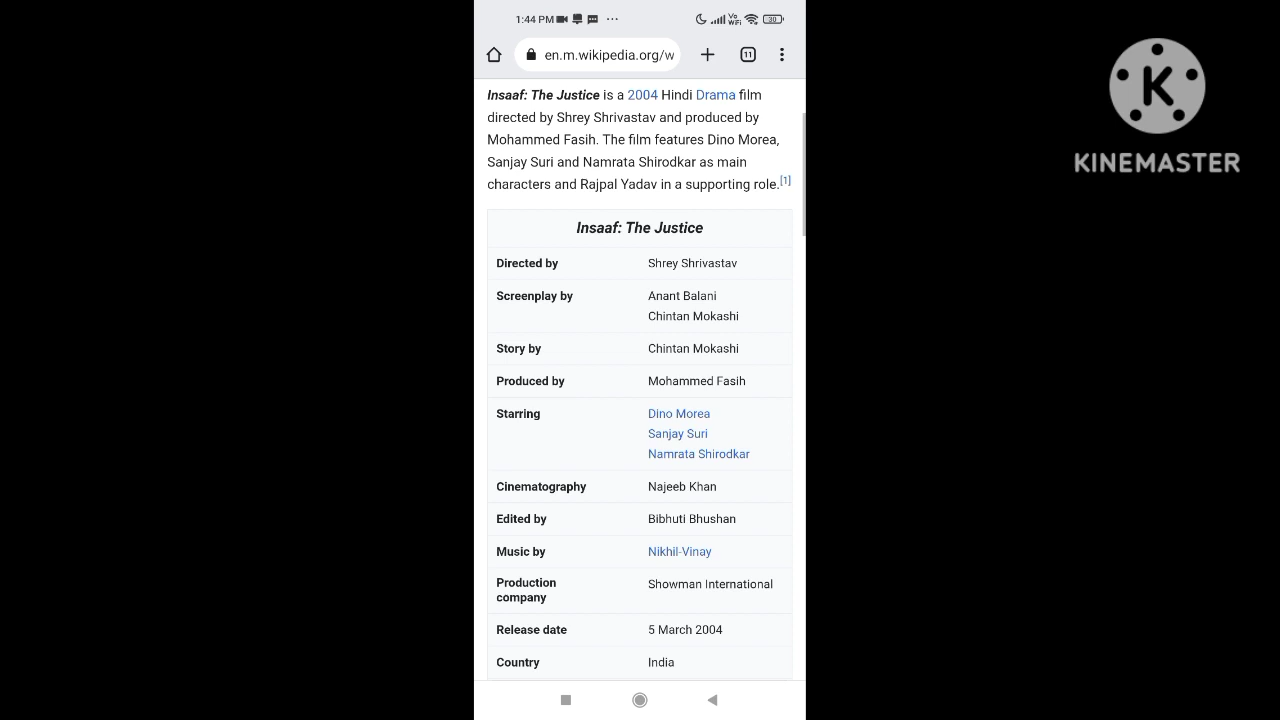 1:44 PM
Vo WiFi
30
en.m.wikipedia.org/w
11
K
KINEMASTER
Insaaf: The Justice is a 2004 Hindi Drama film
directed by Shrey Shrivastav and produced by
Mohammed Fasih. The film features Dino Morea,
Sanjay Suri and Namrata Shirodkar as main
characters and Rajpal Yadav in a supporting role.[1]
Insaaf: The Justice
Directed by Shrey Shrivastav
Screenplay by Anant Balani
Chintan Mokashi
Story by Chintan Mokashi
Produced by Mohammed Fasih
Starring Dino Morea
Sanjay Suri
Namrata Shirodkar
Cinematography Najeeb Khan
Edited by Bibhuti Bhushan
Music by Nikhil-Vinay
Production Showman International
company
Release date 5 March 2004
Country India